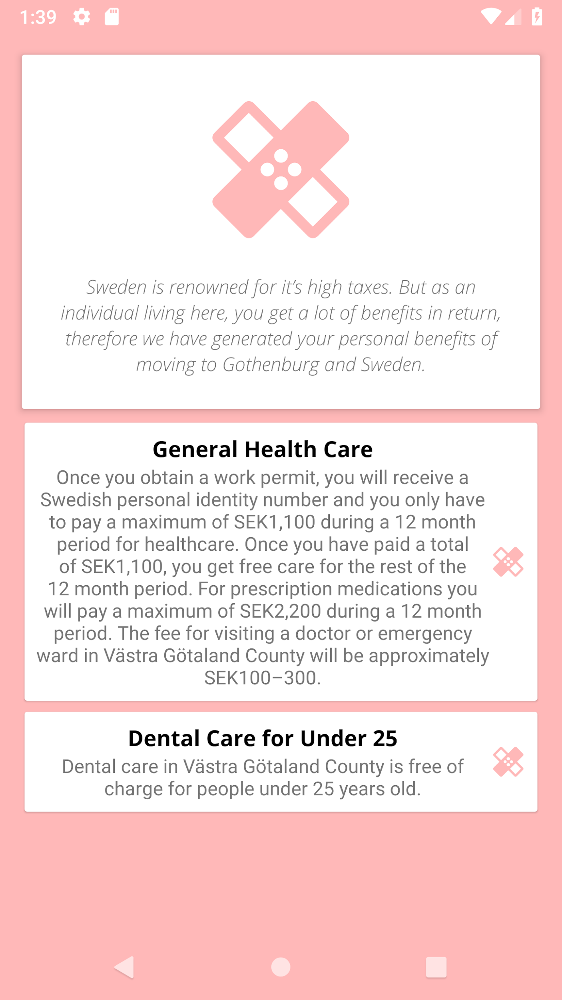 1:39
Sweden is renowned for it’s high taxes. But as an
individual living here, you get a lot of benefits in return,
therefore we have generated your personal benefits of
moving to Gothenburg and Sweden.
General Health Care
Once you obtain a work permit, you will receive a
Swedish personal identity number and you only have
to pay a maximum of SEK1,100 during a 12 month
period for healthcare. Once you have paid a total
of SEK1,100, you get free care for the rest of the
12 month period. For prescription medications you
will pay a maximum of SEK2,200 during a 12 month
period. The fee for visiting a doctor or emergency
ward in Västra Götaland County will be approximately
SEK100–300.
Dental Care for Under 25
Dental care in Västra Götaland County is free of
charge for people under 25 years old.